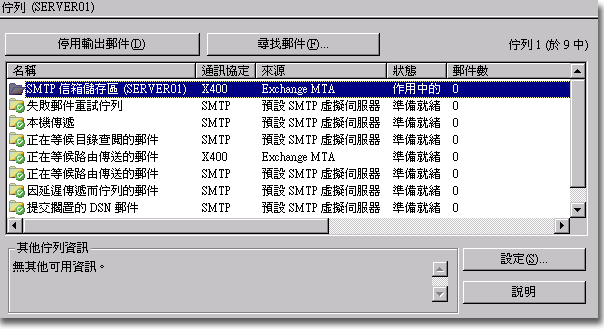 佇列 (SERVER01)
停用輸出郵件(D) 尋找郵件(F)... 佇列 1 (於 9 中)
名稱 通訊協定 來源 狀態 郵件數
SMTP 信箱儲存區 (SERVER01) X400 Exchange MTA 作用中的 0
失敗郵件重試佇列 SMTP 預設 SMTP 虛擬伺服器 準備就緒 0
本機傳遞 SMTP 預設 SMTP 虛擬伺服器 準備就緒 0
正在等候目錄查閱的郵件 SMTP 預設 SMTP 虛擬伺服器 準備就緒 0
正在等候路由傳送的郵件 X400 Exchange MTA 準備就緒 0
正在等候路由傳送的郵件 SMTP 預設 SMTP 虛擬伺服器 準備就緒 0
因延遲傳遞而佇列的郵件 SMTP 預設 SMTP 虛擬伺服器 準備就緒 0
提交擱置的 DSN 郵件 SMTP 預設 SMTP 虛擬伺服器 準備就緒 0
其他佇列資訊
無其他可用資訊。
設定(S)...
說明